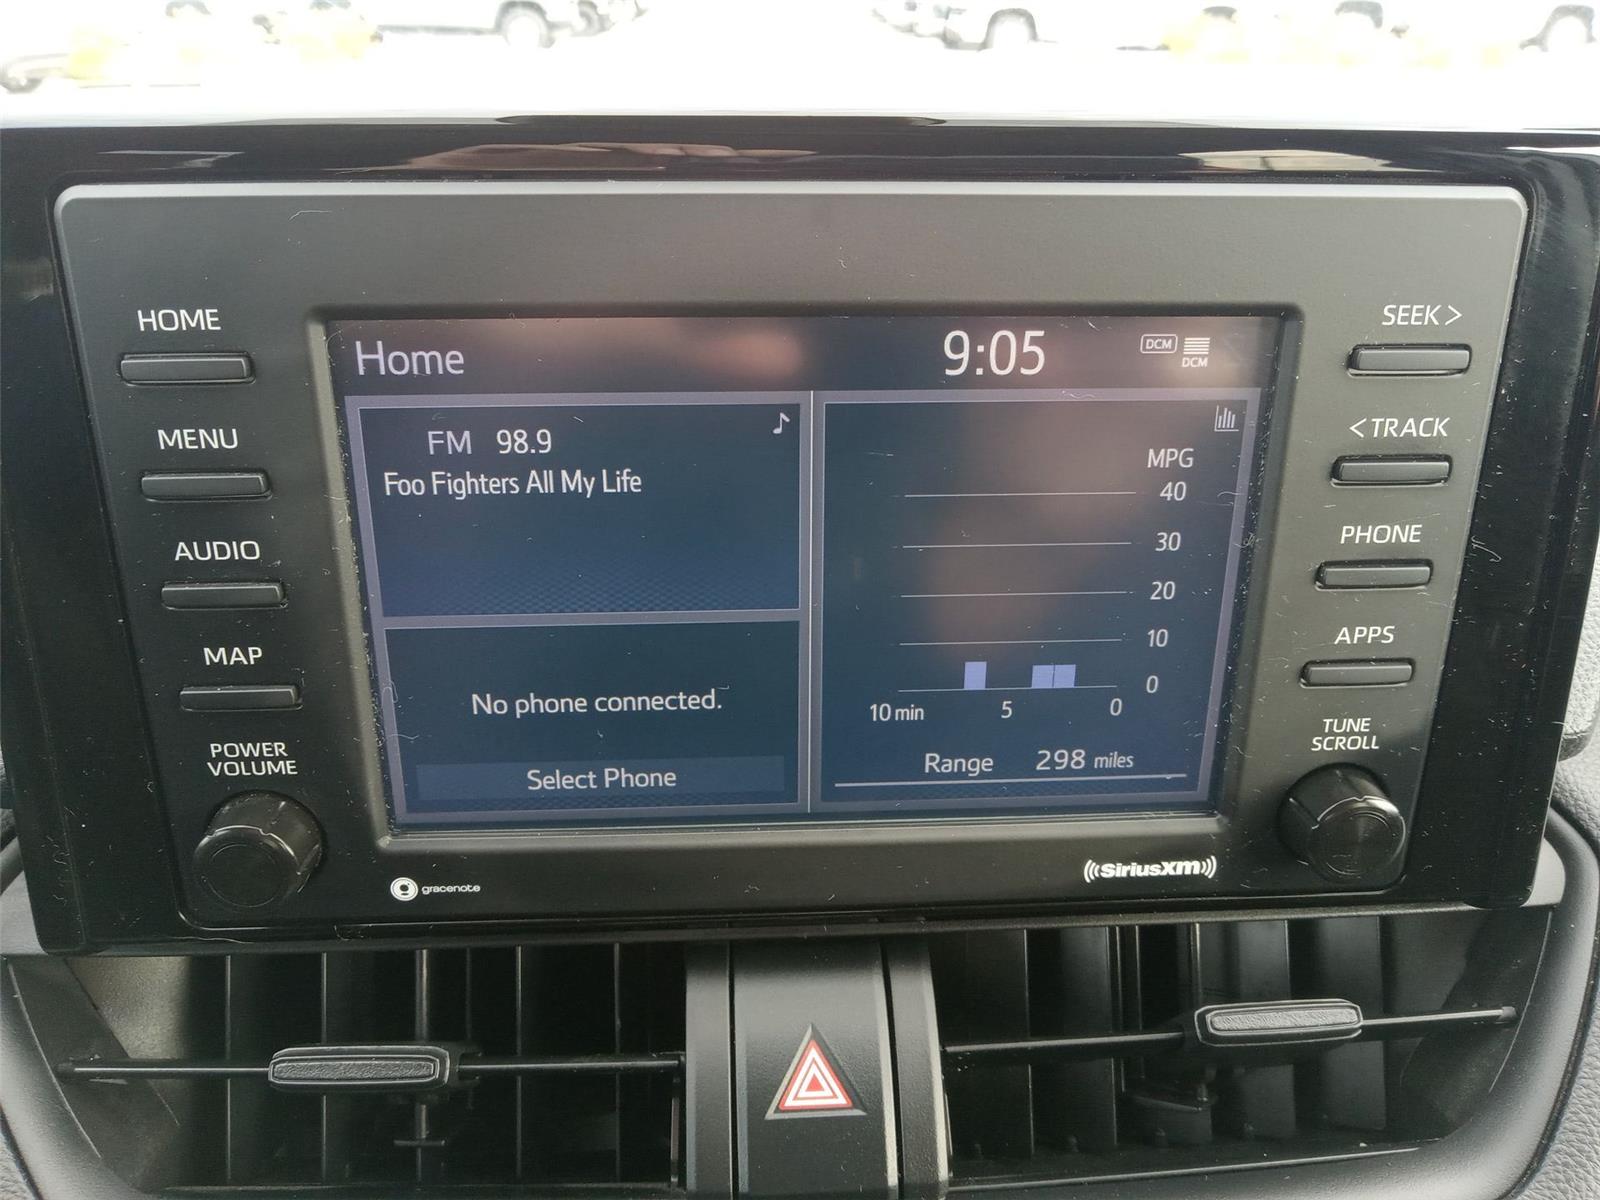 HOME
MENU
AUDIO
MAP
POWER
VOLUME
Home
9:05
DCM
DCM
FM 98.9
Foo Fighters All My Life
No phone connected.
Select Phone
MPG
40
30
20
10
0
10 min 5 0
Range 298 miles
SEEK >
< TRACK
PHONE
APPS
TUNE
SCROLL
gracenote
((SiriusXM))